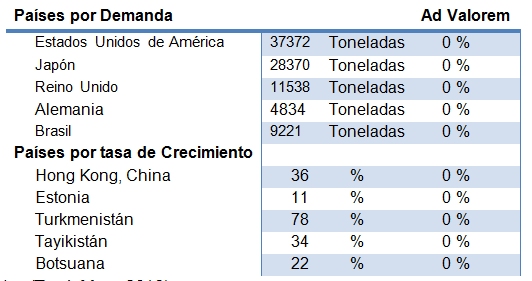 Países por Demanda Ad Valorem
Estados Unidos de América 37372 Toneladas 0 %
Japón 28370 Toneladas 0 %
Reino Unido 11538 Toneladas 0 %
Alemania 4834 Toneladas 0 %
Brasil 9221 Toneladas 0 %
Países por tasa de Crecimiento
Hong Kong, China 36 % 0 %
Estonia 11 % 0 %
Turkmenistán 78 % 0 %
Tayikistán 34 % 0 %
Botsuana 22 % 0 %